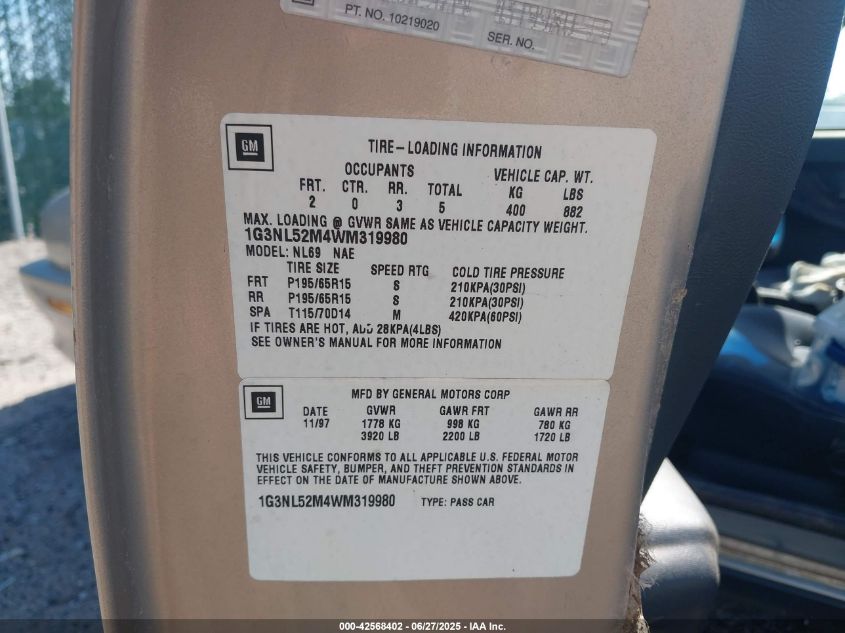 GM
PT. NO. 10219020
SER. NO.
GM
TIRE-LOADING INFORMATION
OCCUPANTS VEHICLE CAP. WT.
FRT. CTR. RR. TOTAL KG LBS
2 0 3 5 400 882
MAX. LOADING @ GVWR SAME AS VEHICLE CAPACITY WEIGHT.
1G3NL52M4WM319980
MODEL: NL69 NAE
TIRE SIZE SPEED RTG COLD TIRE PRESSURE
FRT P195/65R15 S 210KPA(30PSI)
RR P195/65R15 S 210KPA(30PSI)
SPA T115/70D14 M 420KPA(60PSI)
IF TIRES ARE HOT, ADD 28KPA(4LBS)
SEE OWNER'S MANUAL FOR MORE INFORMATION
GM
MFD BY GENERAL MOTORS CORP
DATE GVWR GAWR FRT GAWR RR
11/97 1778 KG 998 KG 780 KG
3920 LB 2200 LB 1720 LB
THIS VEHICLE CONFORMS TO ALL APPLICABLE U.S. FEDERAL MOTOR
VEHICLE SAFETY, BUMPER, AND THEFT PREVENTION STANDARDS IN
EFFECT ON THE DATE OF MANUFACTURE SHOWN ABOVE.
1G3NL52M4WM319980 TYPE: PASS CAR
000-42568402 - 06/27/2025 - IAA Inc.